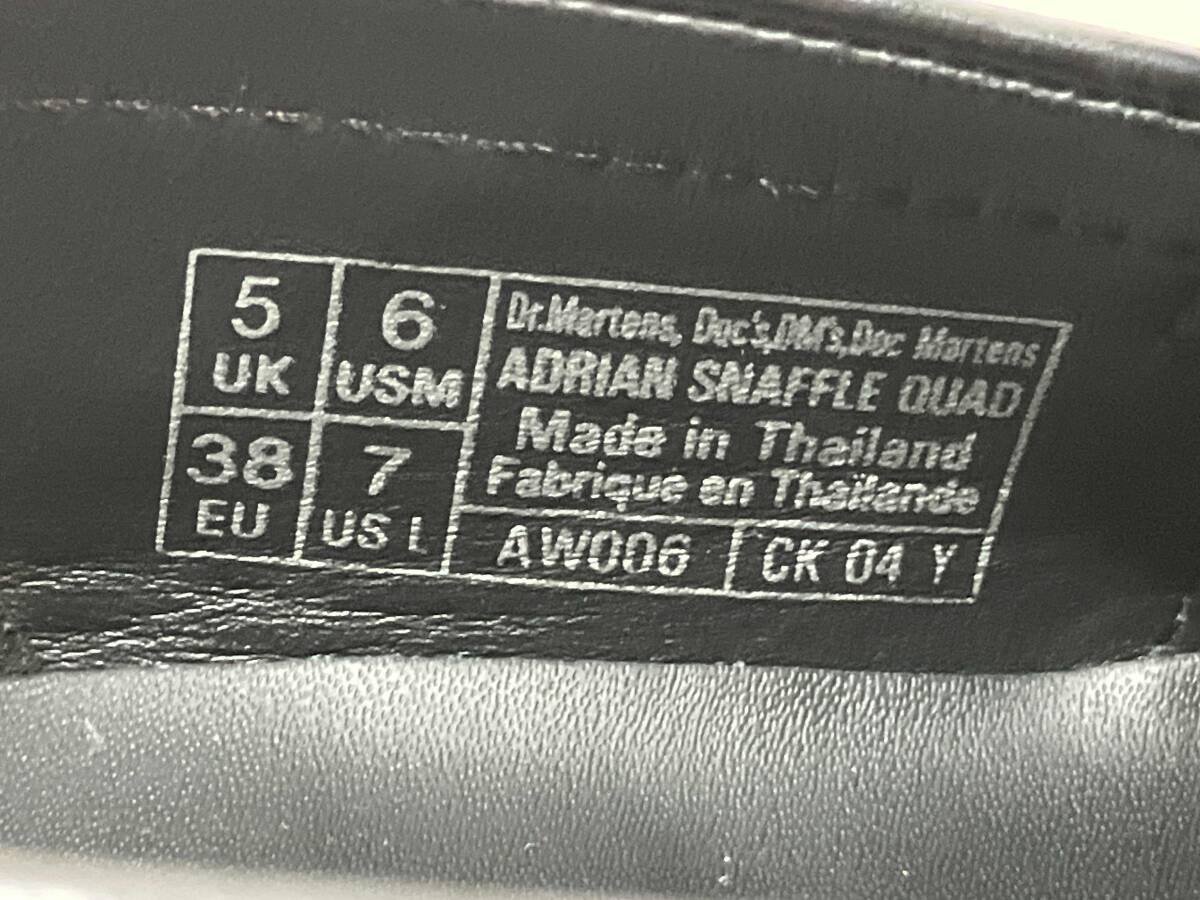 5
UK
6
USM
38
EU
7
US L
Dr.Martens, Doc's,DM's,Doc Martens
ADRIAN SNAFFLE QUAD
Made in Thailand
Fabrique en Thailande
AW006
CK 04 Y